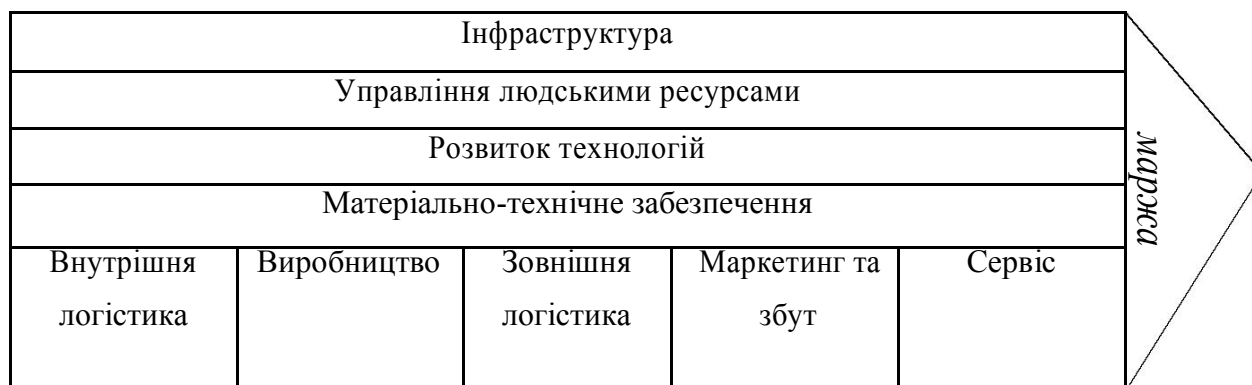 Інфраструктура
Управління людськими ресурсами
Розвиток технологій
Матеріально-технічне забезпечення
Внутрішня
логістика
Виробництво
Зовнішня
логістика
Маркетинг та
збут
Сервіс
маржа